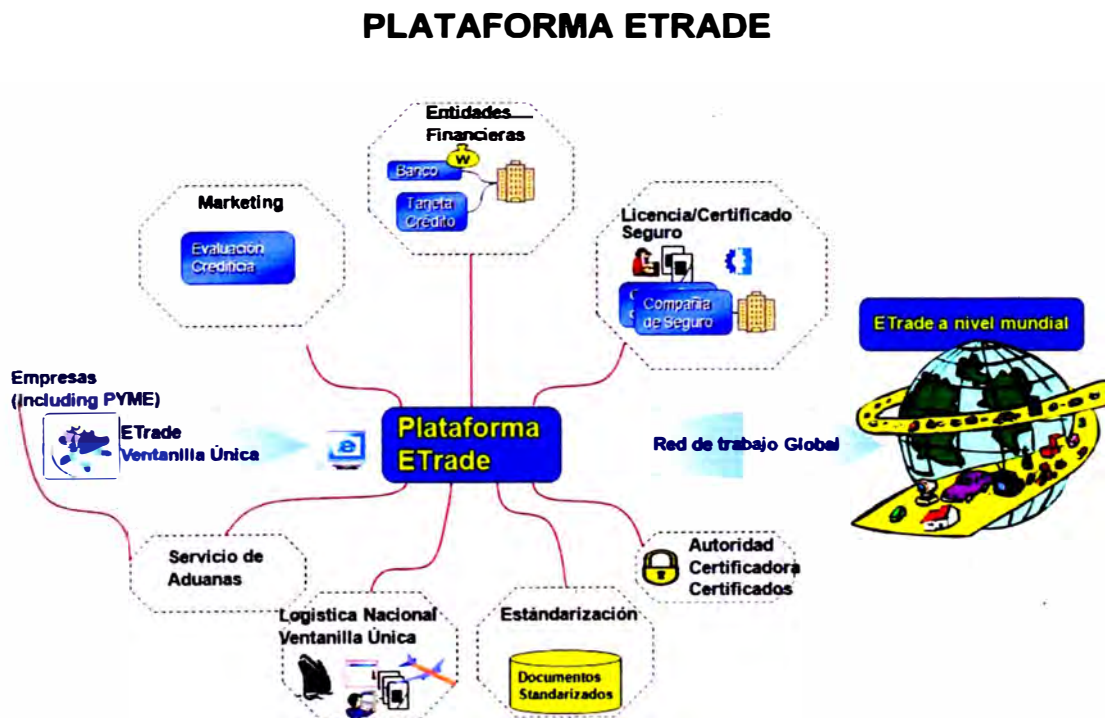 PLATAFORMA ETRADE
Entidades
Financieras
W
Banco
Tarjeta
Crédito
Marketing
Evaluación
Crediticia
Licencia/Certificado
Seguro
Compañia
de Seguro
ETrade a nivel mundial
Empresas
(including PYME)
ETrade
Ventanilla Única
Plataforma
ETrade
Red de trabajo Global
Servicio de
Aduanas
Autoridad
Certificadora
Certificados
Logistica Nacional
Ventanilla Única
Estándarización
Documentos
Standarizados